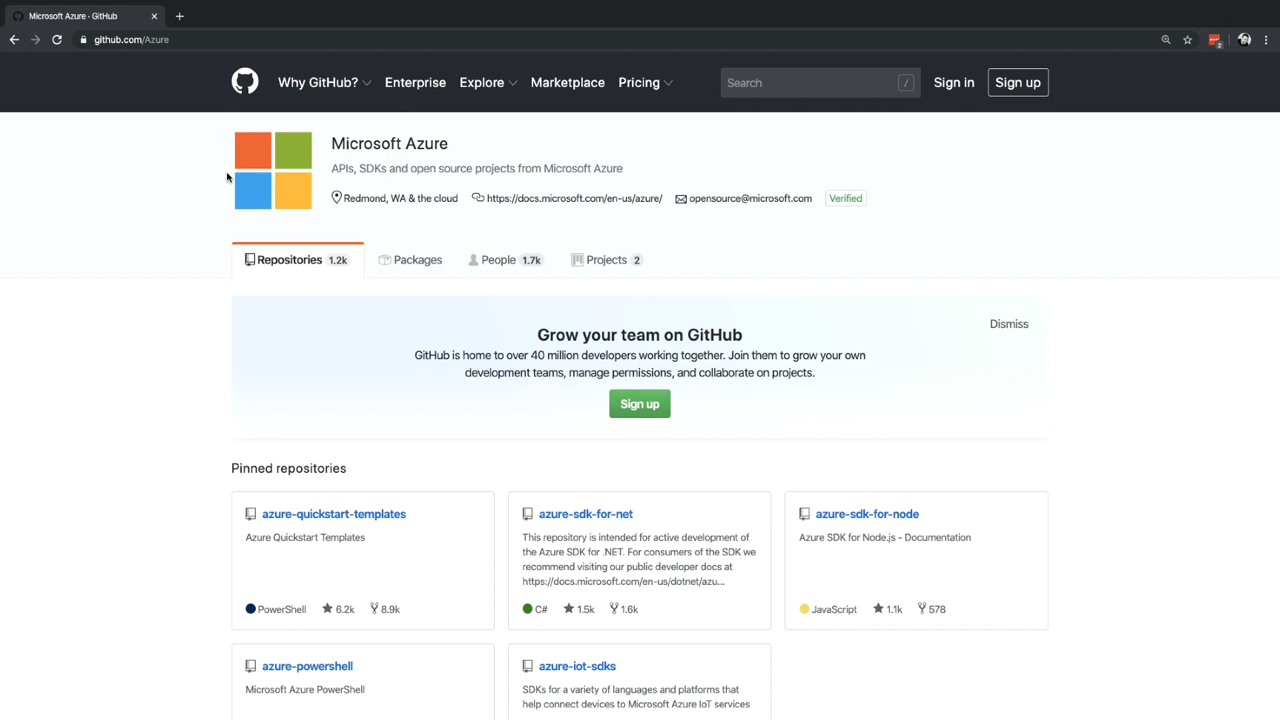 Microsoft Azure · GitHub
github.com/Azure
2
Why GitHub? Enterprise Explore Marketplace Pricing Search / Sign in Sign up
Microsoft Azure
APIs, SDKs and open source projects from Microsoft Azure
Redmond, WA & the cloud https://docs.microsoft.com/en-us/azure/ opensource@microsoft.com Verified
Repositories 1.2k Packages People 1.7k Projects 2
Dismiss
Grow your team on GitHub
GitHub is home to over 40 million developers working together. Join them to grow your own
development teams, manage permissions, and collaborate on projects.
Sign up
Pinned repositories
azure-quickstart-templates
Azure Quickstart Templates
PowerShell 6.2k 8.9k
azure-sdk-for-net
This repository is intended for active development of
the Azure SDK for .NET. For consumers of the SDK we
recommend visiting our public developer docs at
https://docs.microsoft.com/en-us/dotnet/azu...
C# 1.5k 1.6k
azure-sdk-for-node
Azure SDK for Node.js - Documentation
JavaScript 1.1k 578
azure-powershell
Microsoft Azure PowerShell
azure-iot-sdks
SDKs for a variety of languages and platforms that
help connect devices to Microsoft Azure IoT services